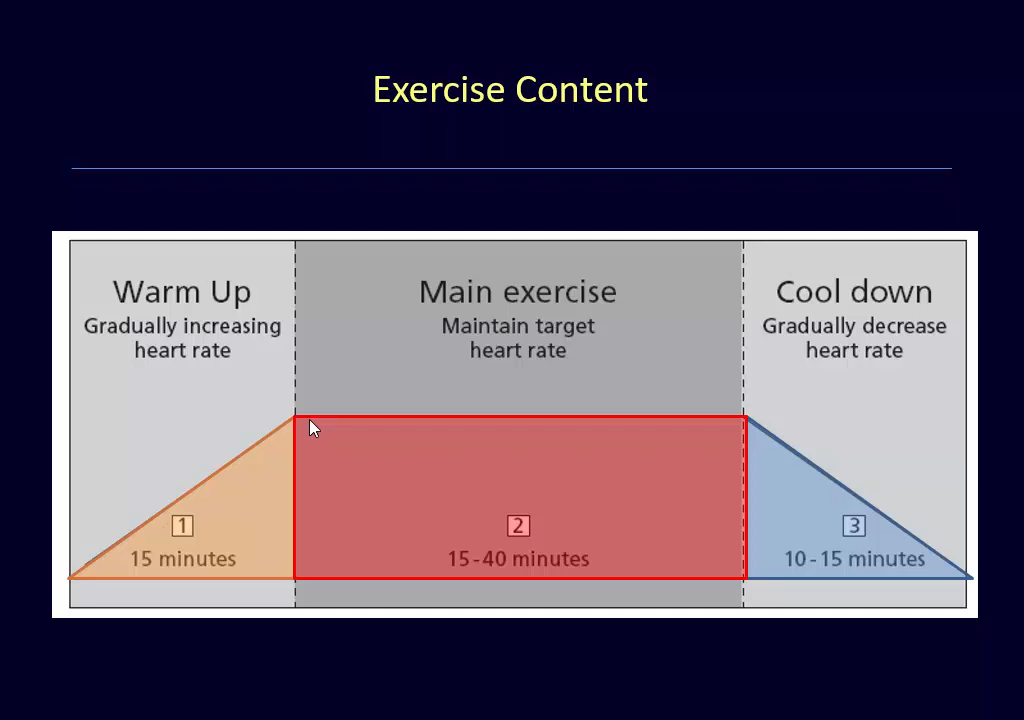 Exercise Content
Warm Up
Gradually increasing
heart rate
1
15 minutes
Main exercise
Maintain target
heart rate
2
15-40 minutes
Cool down
Gradually decrease
heart rate
3
10-15 minutes